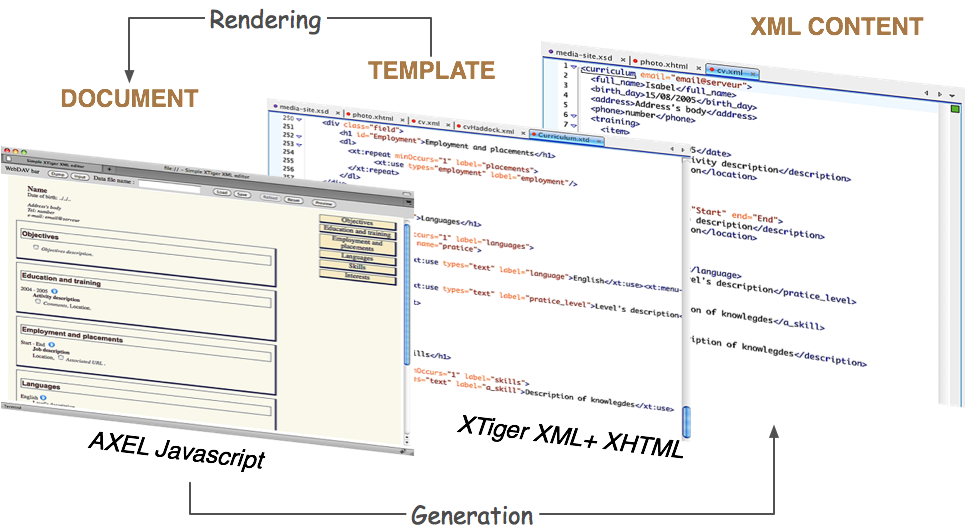 Rendering
XML CONTENT
TEMPLATE
DOCUMENT
media-site.xsd
photo.xhtml
cv.xml
1
2
3
4
5
6
7
<curriculum email="email@serveur">
<full_name>Isabel</full_name>
<birth_day>15/08/2005</birth_day>
<address>Address's body</address>
<phone>number</phone>
<training>
<item>
5</date>
ivity description</description>
on</location>
"Start" end="End">
description</description>
on</location>
/language>
el's description</pratice_level>
on of knowlegdes</a_skill>
ription of knowlegdes</description>
media-site.xsd
photo.xhtml
cv.xml
cvHaddock.xml
Curriculum.xtd
250
251
252
253
254
<div class="field">
<h1 id="Employment">Employment and placements</h1>
<dl>
<xt:repeat minOccurs="1" label="placements">
<xt:use types="employment" label="employment"/>
</xt:repeat>
</dl>
</div>
>Languages</h1>
ccurs="1" label="languages">
name="pratice">
<xt:use types="text" label="language">English</xt:use><xt:menu-
xt:use types="text" label="pratice_level">Level's description<
t>
ills</h1>
nOccurs="1" label="skills">
es="text" label="a_skill">Description of knowlegdes</xt:use>
Simple XTiger XML editor
file:// - Simple XTiger XML editor
WebDAV bar
Dump
Input
Data file name :
Load
Save
Reload
Reset
Preview
Name
Date of birth: ../../..
Address's body
Tel: number
e-mail: email@serveur
Objectives
Objectives description.
Education and training
2004 - 2005
Activity description
Comments, Location.
Employment and placements
Start - End
Job description
Location, Associated URL .
Languages
English
Level's description
Objectives
Education and training
Employment and
placements
Languages
Skills
Interests
Terminé
AXEL Javascript
XTiger XML+ XHTML
Generation